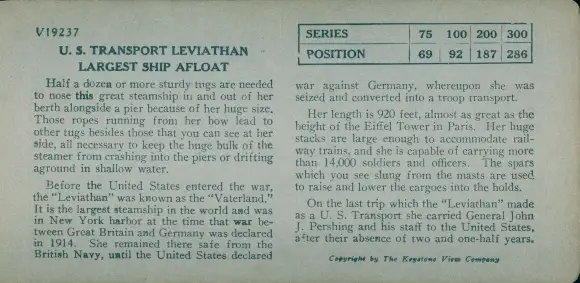 V19237
U. S. TRANSPORT LEVIATHAN
LARGEST SHIP AFLOAT
Half a dozen or more sturdy tugs are needed
to nose this great steamship in and out of her
berth alongside a pier because of her huge size.
Those ropes running from her bow lead to
other tugs besides those that you can see at her
side, all necessary to keep the huge bulk of the
steamer from crashing into the piers or drifting
aground in shallow water.
Before the United States entered the war,
the "Leviathan" was known as the "Vaterland."
It is the largest steamship in the world and was
in New York harbor at the time that war be-
tween Great Britain and Germany was declared
in 1914. She remained there safe from the
British Navy, until the United States declared
SERIES 75 100 200 300
POSITION 69 92 187 286
war against Germany, whereupon she was
seized and converted into a troop transport.
Her length is 920 feet, almost as great as the
height of the Eiffel Tower in Paris. Her huge
stacks are large enough to accommodate rail-
way trains, and she is capable of carrying more
than 14,000 soldiers and officers. The spars
which you see slung from the masts are used
to raise and lower the cargoes into the holds.
On the last trip which the "Leviathan" made
as a U. S. Transport she carried General John
J. Pershing and his staff to the United States,
after their absence of two and one-half years.
Copyright by The Keystone View Company